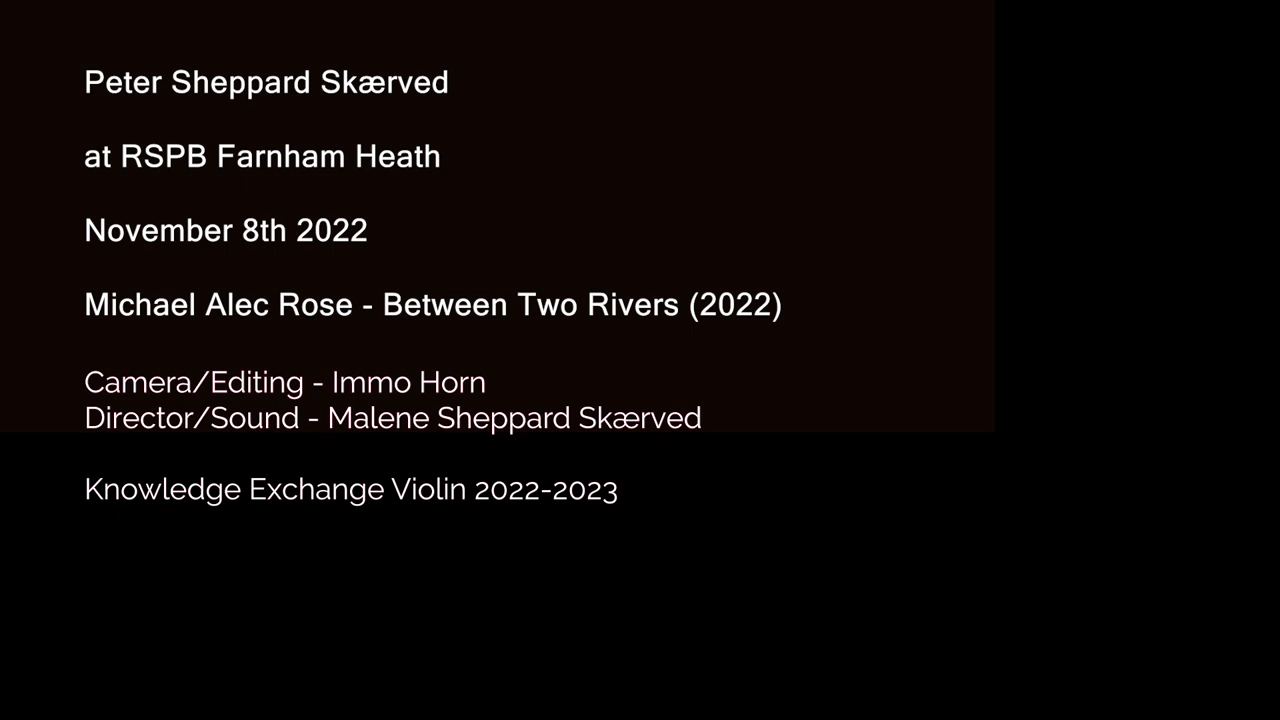 Peter Sheppard Skærved
at RSPB Farnham Heath
November 8th 2022
Michael Alec Rose - Between Two Rivers (2022)
Camera/Editing - Immo Horn
Director/Sound - Malene Sheppard Skærved
Knowledge Exchange Violin 2022-2023